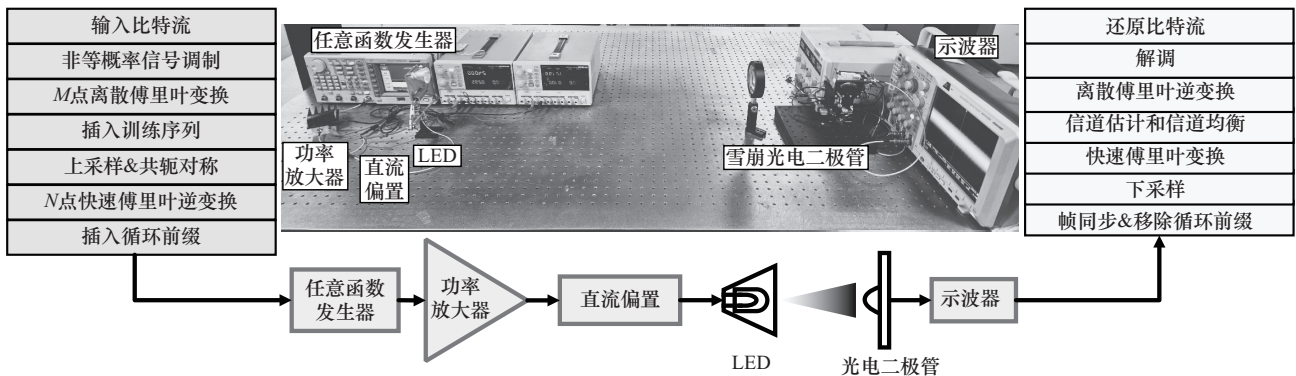 输入比特流
非等概率信号调制
M点离散傅里叶变换
插入训练序列
上采样&共轭对称
N点快速傅里叶逆变换
插入循环前缀
任意函数发生器
示波器
功率
放大器
直流
偏置
LED
雪崩光电二极管
还原比特流
解调
离散傅里叶逆变换
信道估计和信道均衡
快速傅里叶变换
下采样
帧同步&移除循环前缀
任意函数
发生器
功率
放大器
直流偏置
LED
光电二极管
示波器